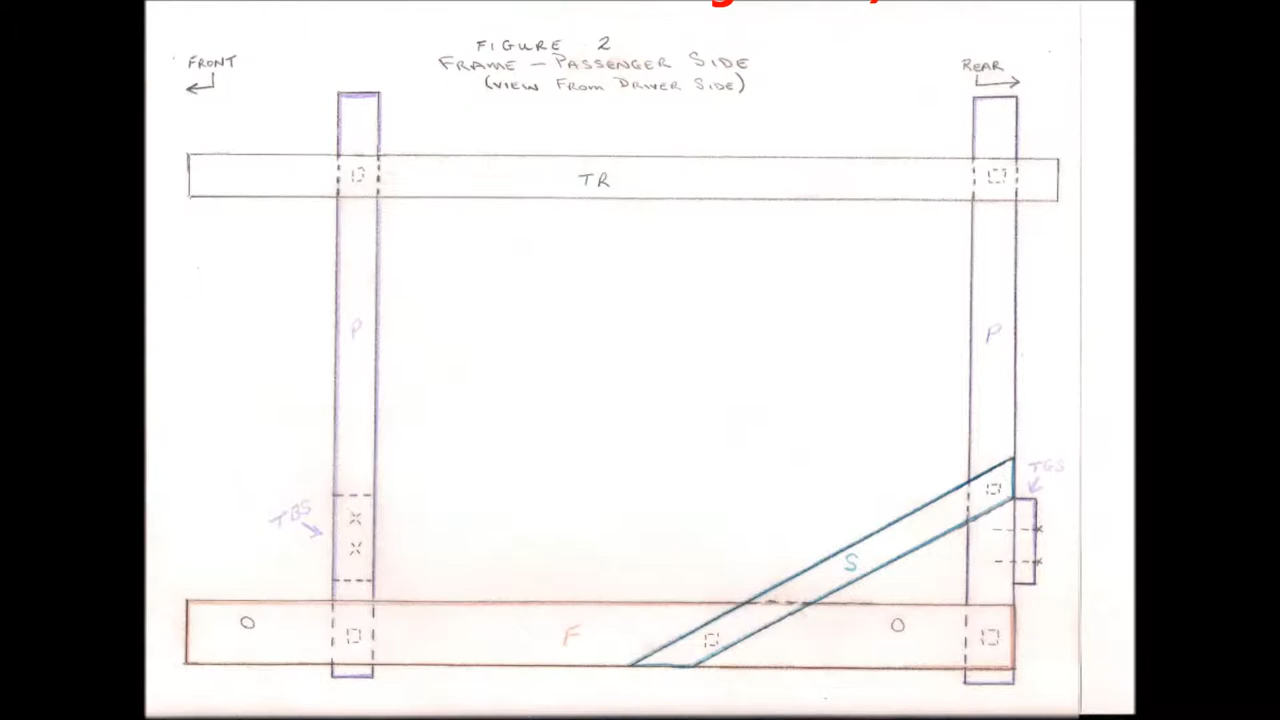 FIGURE 2
FRAME – PASSENGER SIDE
(VIEW FROM DRIVER SIDE)
FRONT
REAR
TR
P
P
TBS
TGS
S
O
F
O